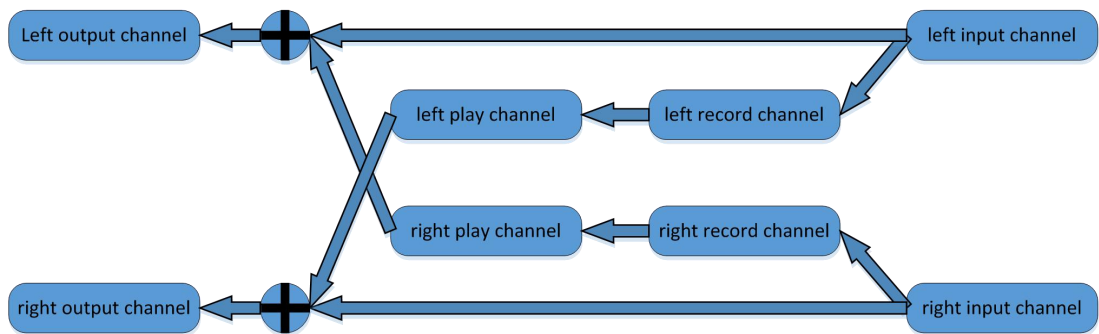 Left output channel
left input channel
left play channel
left record channel
right play channel
right record channel
right output channel
right input channel